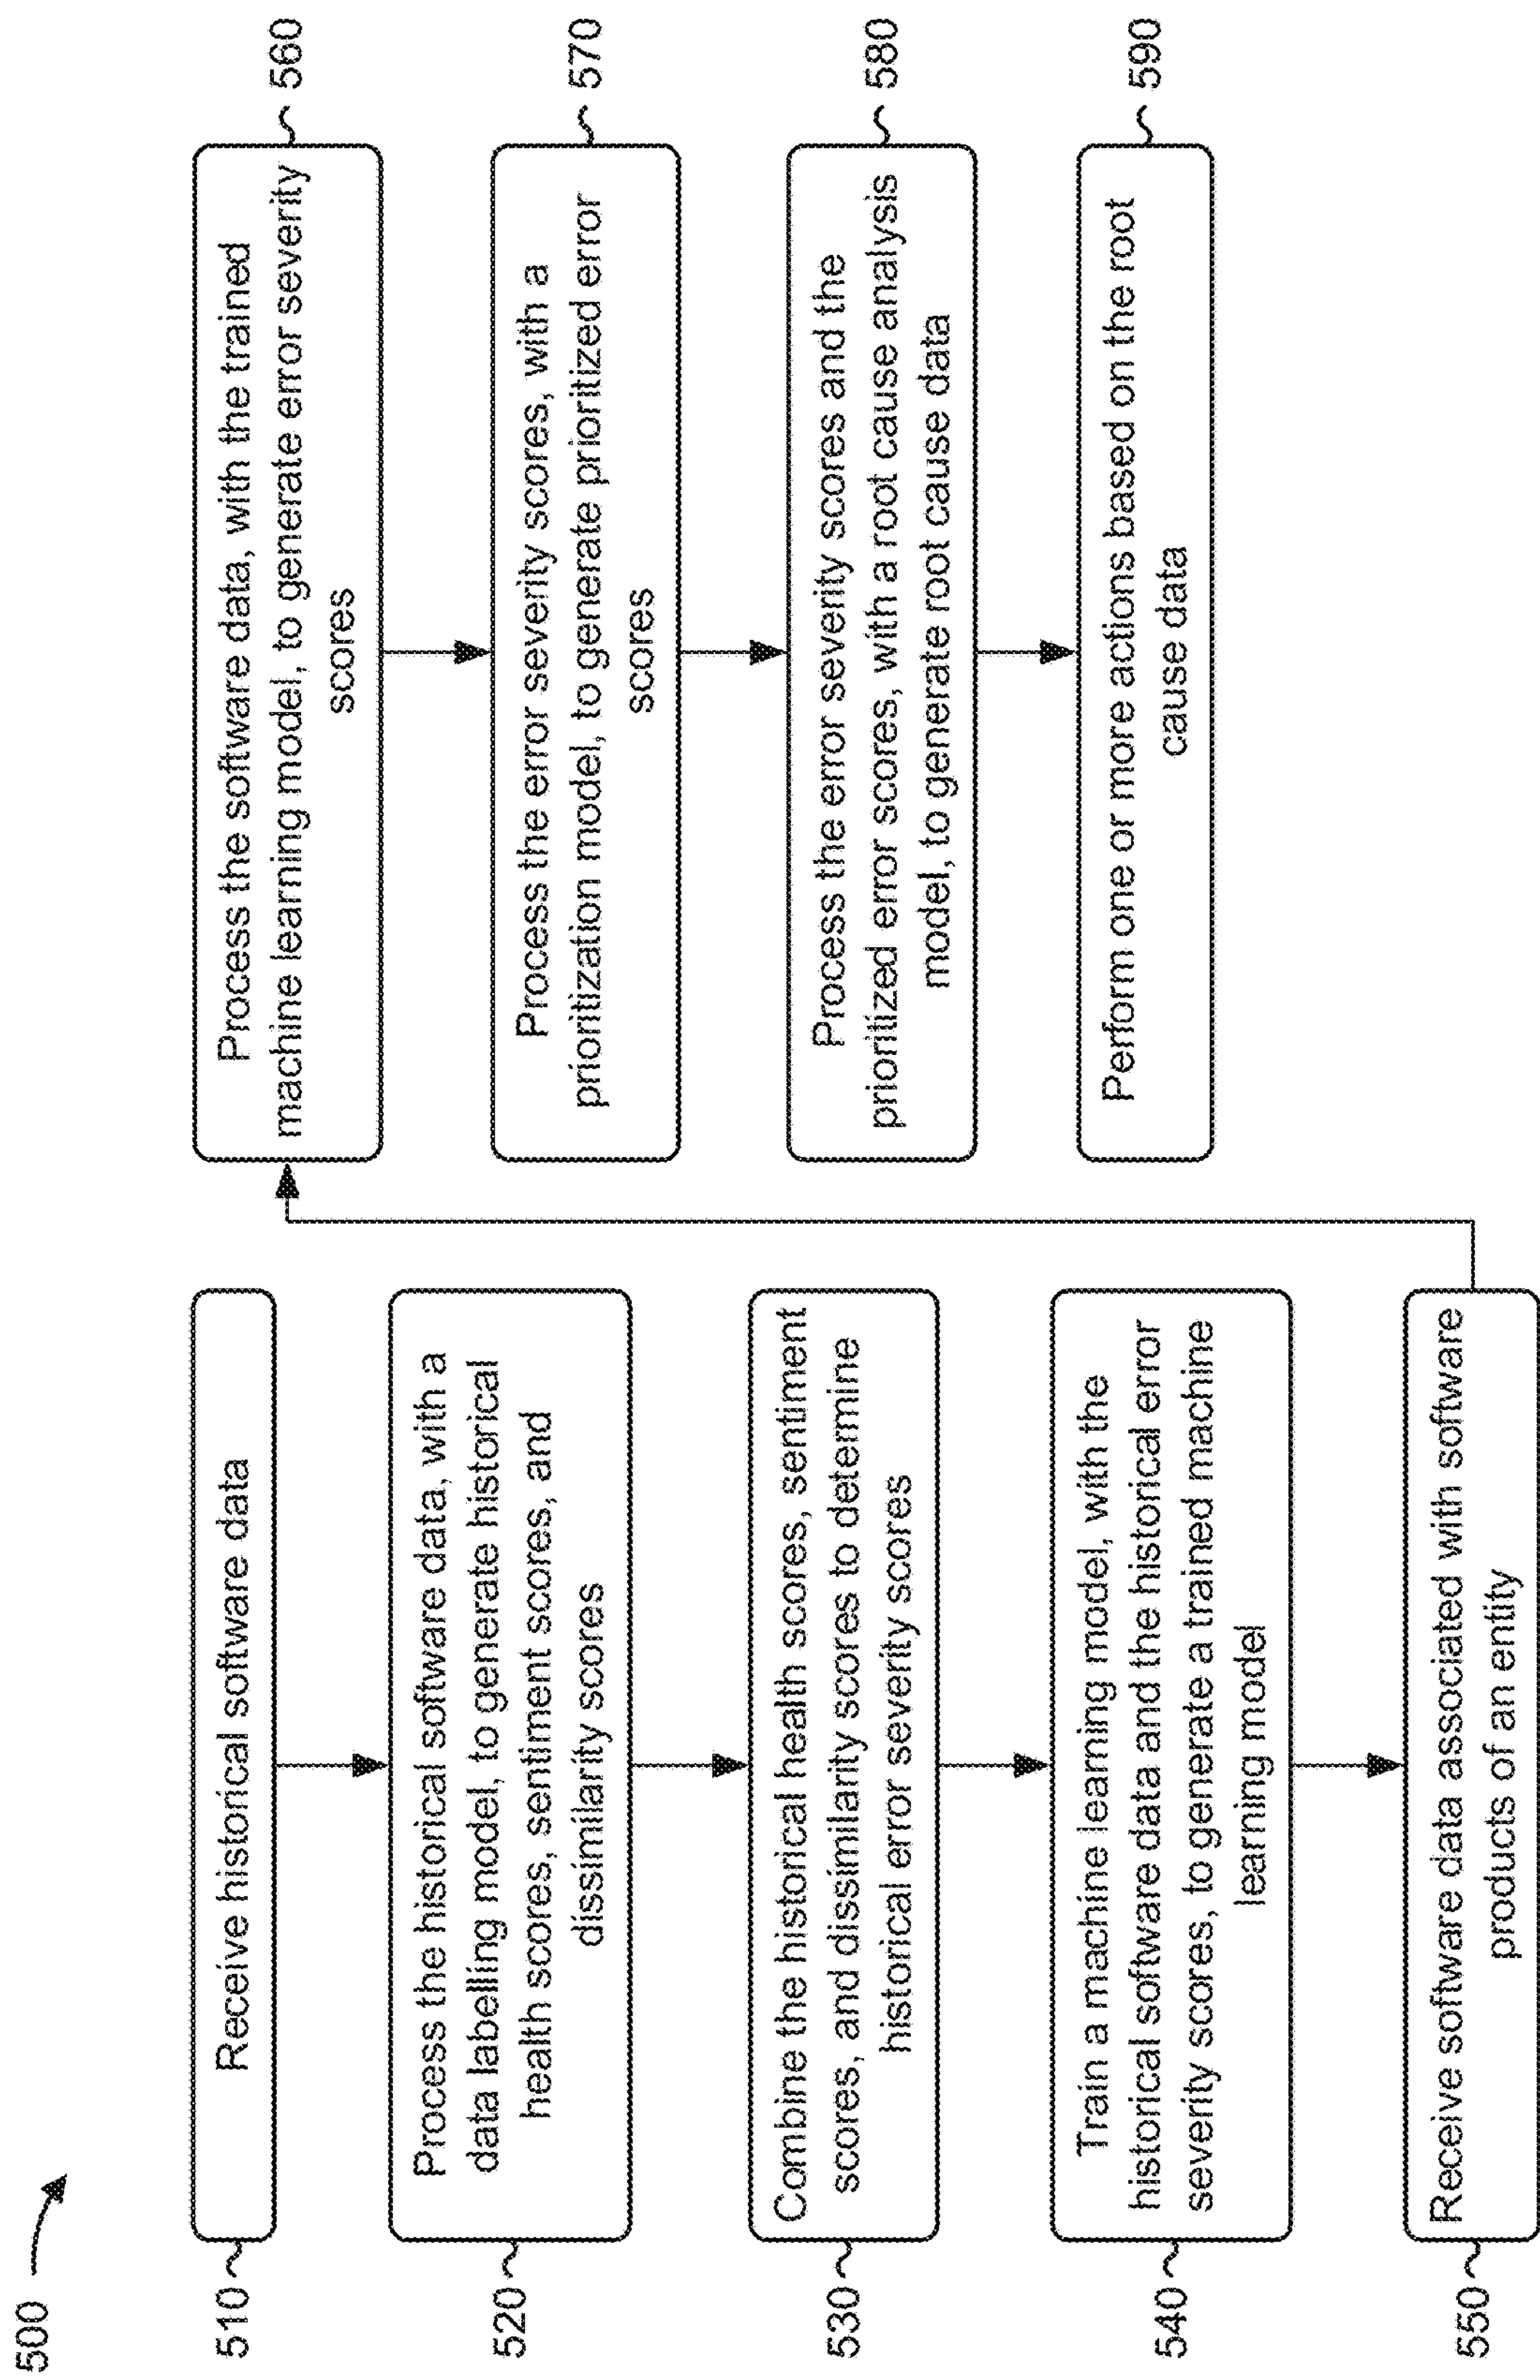 500
510
Receive historical software data
520
Process the historical software data, with a
data labelling model, to generate historical
health scores, sentiment scores, and
dissimilarity scores
530
Combine the historical health scores, sentiment
scores, and dissimilarity scores to determine
historical error severity scores
540
Train a machine learning model, with the
historical software data and the historical error
severity scores, to generate a trained machine
learning model
550
Receive software data associated with software
products of an entity
560
Process the software data, with the trained
machine learning model, to generate error severity
scores
570
Process the error severity scores, with a
prioritization model, to generate prioritized error
scores
580
Process the error severity scores and the
prioritized error scores, with a root cause analysis
model, to generate root cause data
590
Perform one or more actions based on the root
cause data